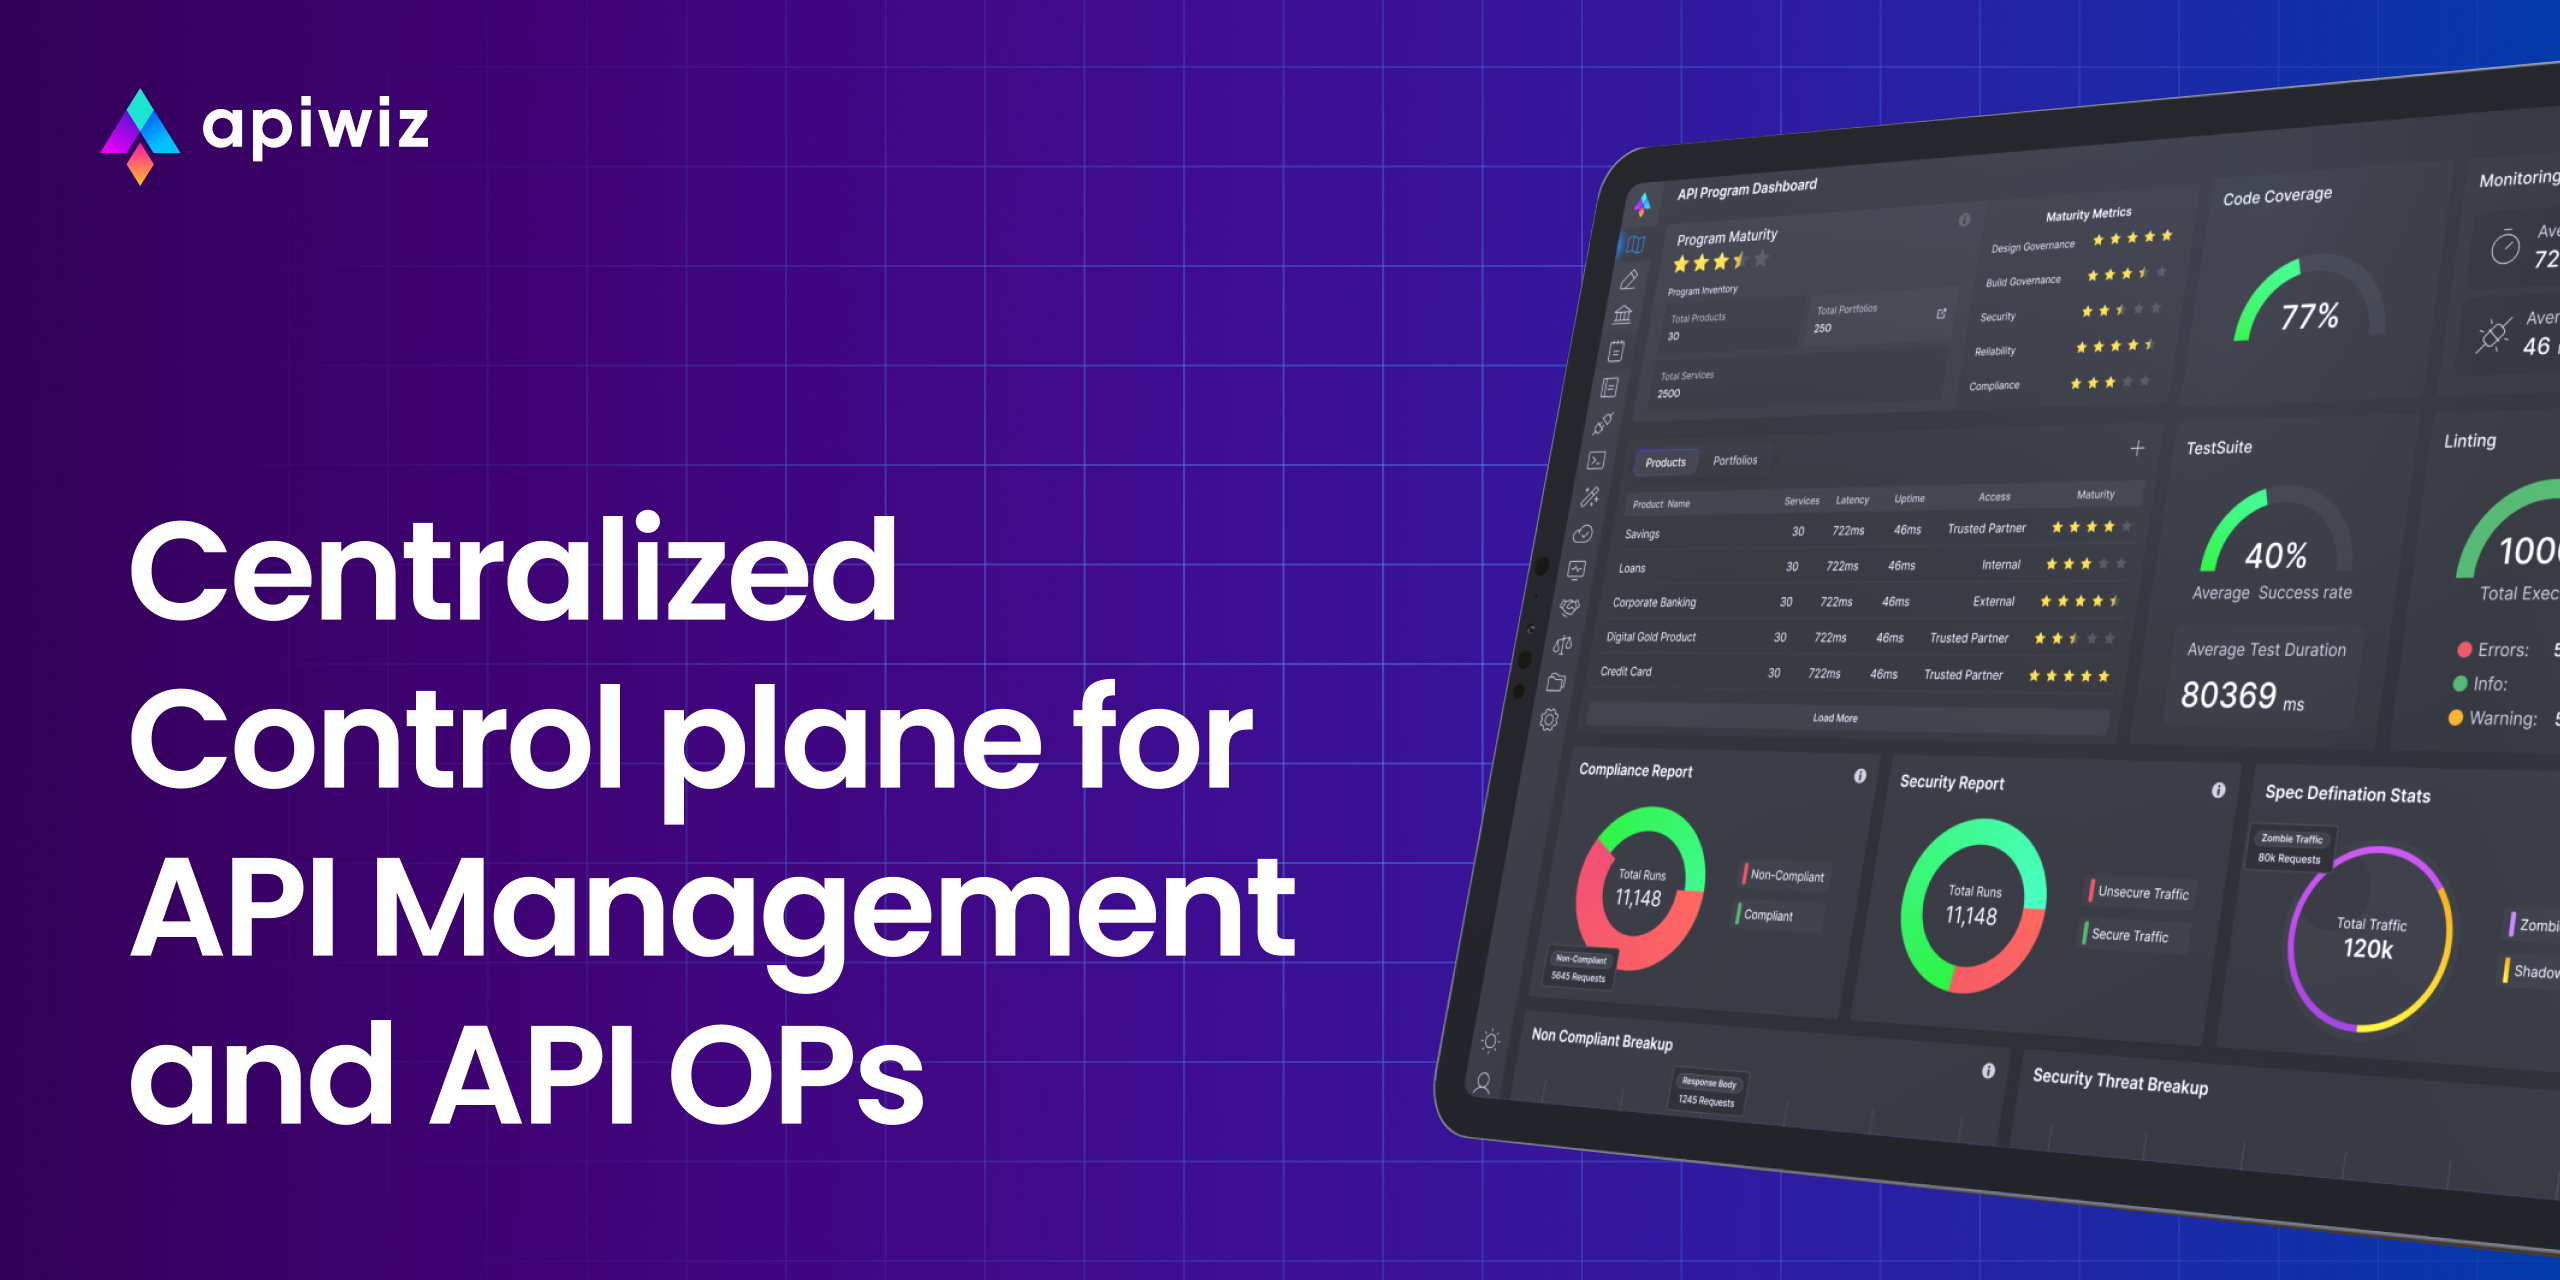 apiwiz
Centralized
Control plane for
API Management
and API OPs
API Program Dashboard
Program Maturity
Program Inventory
Total Products
30
Total Portfolios
250
Total Services
2500
Maturity Metrics
Design Governance
Build Governance
Security
Reliability
Compliance
Code Coverage
77%
Monitoring
72
46
Products Portfolios
Product Name Services Latency Uptime Access Maturity
Savings 30 722ms 46ms Trusted Partner
Loans 30 722ms 46ms Internal
Corporate Banking 30 722ms 46ms External
Digital Gold Product 30 722ms 46ms Trusted Partner
Credit Card 30 722ms 46ms Trusted Partner
Load More
TestSuite
40%
Average Success rate
Average Test Duration
80369 ms
Linting
100
Total Exec
Errors:
Info:
Warning:
Compliance Report
Total Runs
11,148
Non-Compliant
Compliant
Non-Compliant
5645 Requests
Security Report
Total Runs
11,148
Unsecure Traffic
Secure Traffic
Spec Defination Stats
Zombie Traffic
80k Requests
Total Traffic
120k
Zombi
Shadow
Non Compliant Breakup
Response Body
1245 Requests
Security Threat Breakup